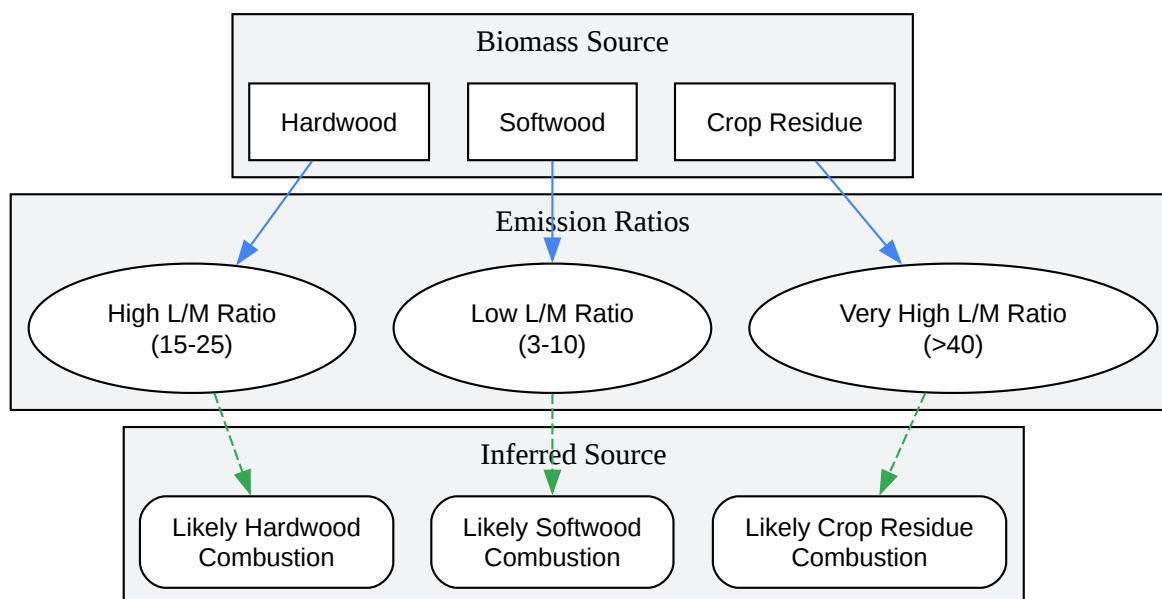 Biomass Source
Hardwood
Softwood
Crop Residue
Emission Ratios
High L/M Ratio
(15-25)
Low L/M Ratio
(3-10)
Very High L/M Ratio
(>40)
Inferred Source
Likely Hardwood
Combustion
Likely Softwood
Combustion
Likely Crop Residue
Combustion